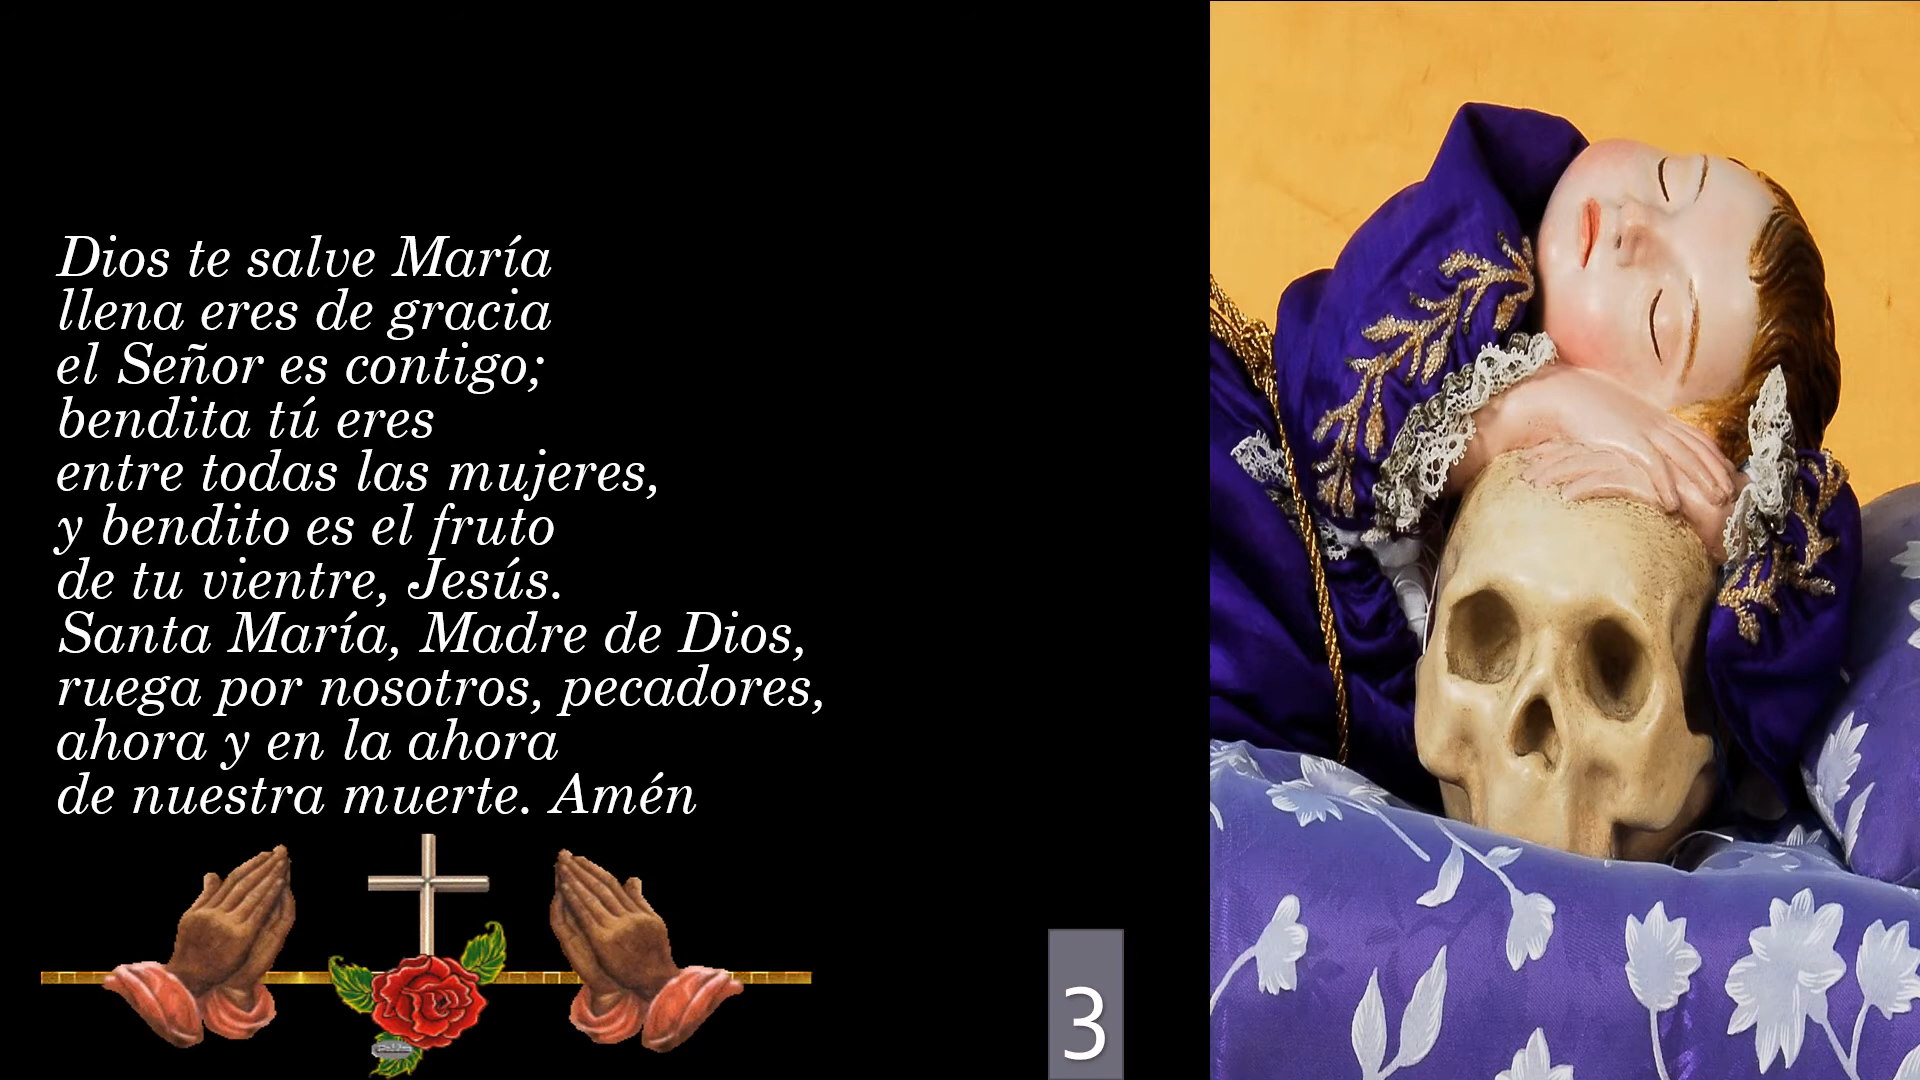 Dios te salve María
llena eres de gracia
el Señor es contigo;
bendita tú eres
entre todas las mujeres,
y bendito es el fruto
de tu vientre, Jesús.
Santa María, Madre de Dios,
ruega por nosotros, pecadores,
ahora y en la ahora
de nuestra muerte. Amén
3